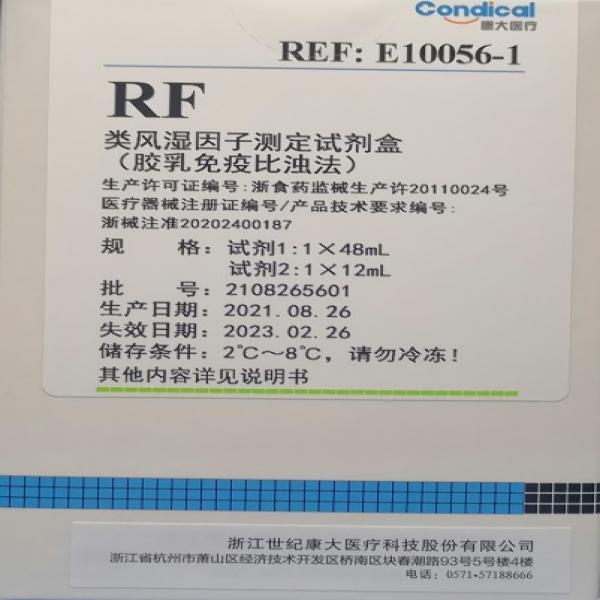 Condical
康大医疗
REF: E10056-1
RF
类风湿因子测定试剂盒
（胶乳免疫比浊法）
生产许可证编号:浙食药监械生产许20110024号
医疗器械注册证编号/产品技术要求编号:
浙械注准20202400187
规 格: 试剂1:1×48mL
试剂2:1×12mL
批 号: 2108265601
生产日期: 2021.08.26
失效日期: 2023.02.26
储存条件: 2℃～8℃, 请勿冷冻!
其他内容详见说明书
浙江世纪康大医疗科技股份有限公司
浙江省杭州市萧山区经济技术开发区桥南区块春潮路93号5号楼4楼
电话: 0571-57188666